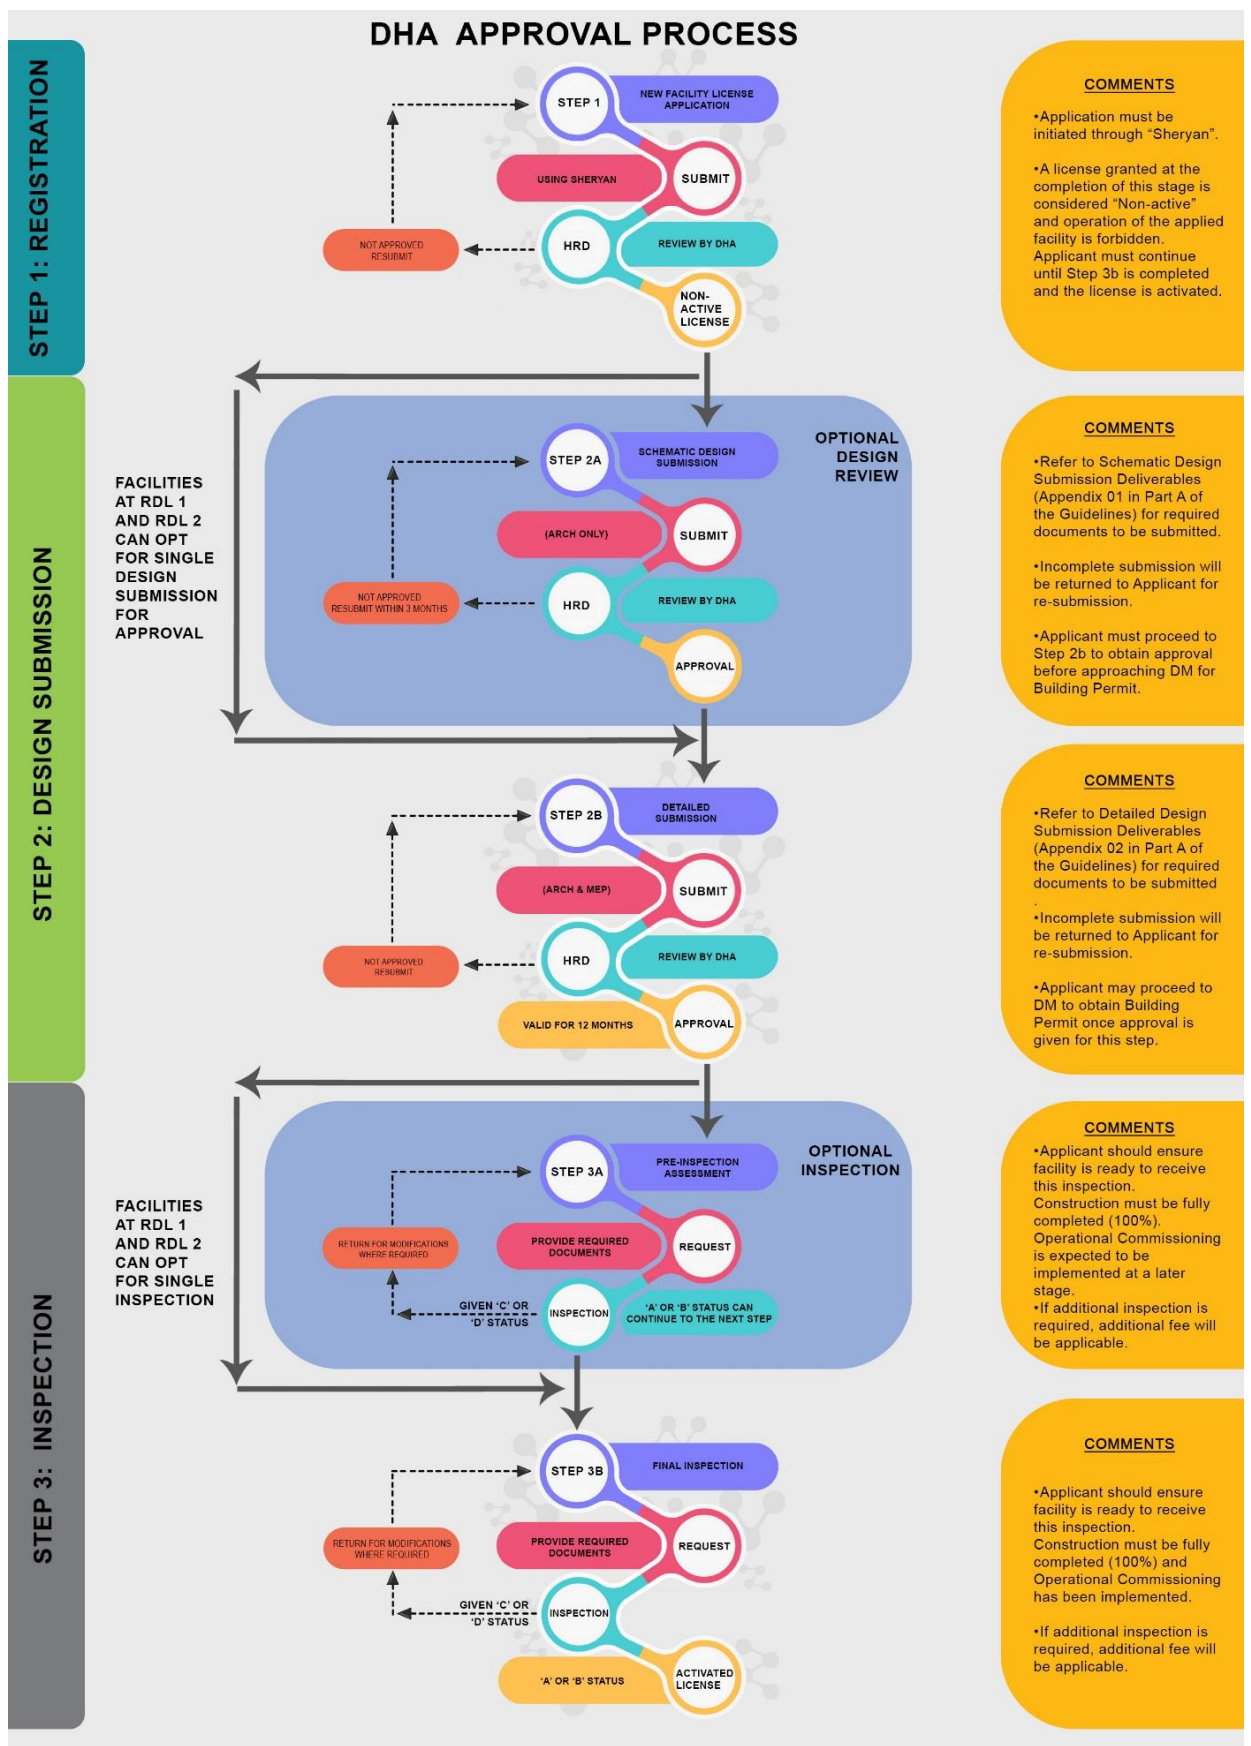 DHA APPROVAL PROCESS
STEP 1: REGISTRATION
STEP 1
NEW FACILITY LICENSE
APPLICATION
USING SHERYAN
SUBMIT
NOT APPROVED
RESUBMIT
HRD
REVIEW BY DHA
NON-
ACTIVE
LICENSE
COMMENTS
•Application must be
initiated through “Sheryan”.
•A license granted at the
completion of this stage is
considered “Non-active”
and operation of the applied
facility is forbidden.
Applicant must continue
until Step 3b is completed
and the license is activated.
STEP 2: DESIGN SUBMISSION
FACILITIES
AT RDL 1
AND RDL 2
CAN OPT
FOR SINGLE
DESIGN
SUBMISSION
FOR
APPROVAL
OPTIONAL
DESIGN
REVIEW
STEP 2A
SCHEMATIC DESIGN
SUBMISSION
(ARCH ONLY)
SUBMIT
NOT APPROVED
RESUBMIT WITHIN 3 MONTHS
HRD
REVIEW BY DHA
APPROVAL
COMMENTS
•Refer to Schematic Design
Submission Deliverables
(Appendix 01 in Part A of
the Guidelines) for required
documents to be submitted.
•Incomplete submission will
be returned to Applicant for
re-submission.
•Applicant must proceed to
Step 2b to obtain approval
before approaching DM for
Building Permit.
STEP 2B
DETAILED
SUBMISSION
(ARCH & MEP)
SUBMIT
NOT APPROVED
RESUBMIT
HRD
REVIEW BY DHA
VALID FOR 12 MONTHS
APPROVAL
COMMENTS
•Refer to Detailed Design
Submission Deliverables
(Appendix 02 in Part A of
the Guidelines) for required
documents to be submitted
.
•Incomplete submission will
be returned to Applicant for
re-submission.
•Applicant may proceed to
DM to obtain Building
Permit once approval is
given for this step.
STEP 3: INSPECTION
FACILITIES
AT RDL 1
AND RDL 2
CAN OPT
FOR SINGLE
INSPECTION
OPTIONAL
INSPECTION
STEP 3A
PRE-INSPECTION
ASSESSMENT
RETURN FOR MODIFICATIONS
WHERE REQUIRED
PROVIDE REQUIRED
DOCUMENTS
REQUEST
GIVEN ‘C’ OR
‘D’ STATUS
INSPECTION
‘A’ OR ‘B’ STATUS CAN
CONTINUE TO THE NEXT STEP
COMMENTS
•Applicant should ensure
facility is ready to receive
this inspection.
Construction must be fully
completed (100%).
Operational Commissioning
is expected to be
implemented at a later
stage.
•If additional inspection is
required, additional fee will
be applicable.
STEP 3B
FINAL INSPECTION
RETURN FOR MODIFICATIONS
WHERE REQUIRED
PROVIDE REQUIRED
DOCUMENTS
REQUEST
GIVEN ‘C’ OR
‘D’ STATUS
INSPECTION
‘A’ OR ‘B’ STATUS
ACTIVATED
LICENSE
COMMENTS
•Applicant should ensure
facility is ready to receive
this inspection.
Construction must be fully
completed (100%) and
Operational Commissioning
has been implemented.
•If additional inspection is
required, additional fee will
be applicable.